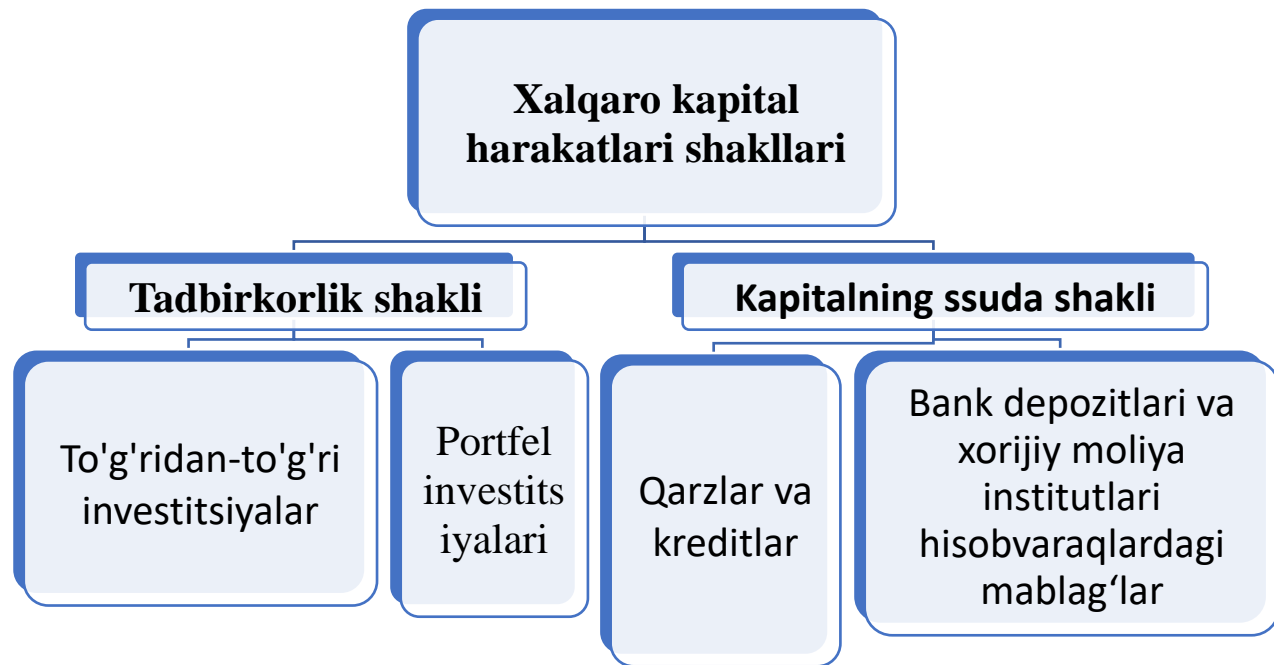 Xalqaro kapital
harakatlari shakllari
Tadbirkorlik shakli
Kapitalning ssuda shakli
To'g'ridan-to'g'ri
investitsiyalar
Portfel
investits
iyalari
Qarzlar va
kreditlar
Bank depozitlari va
xorijiy moliya
institutlari
hisobvaraqlardagi
mablag‘lar